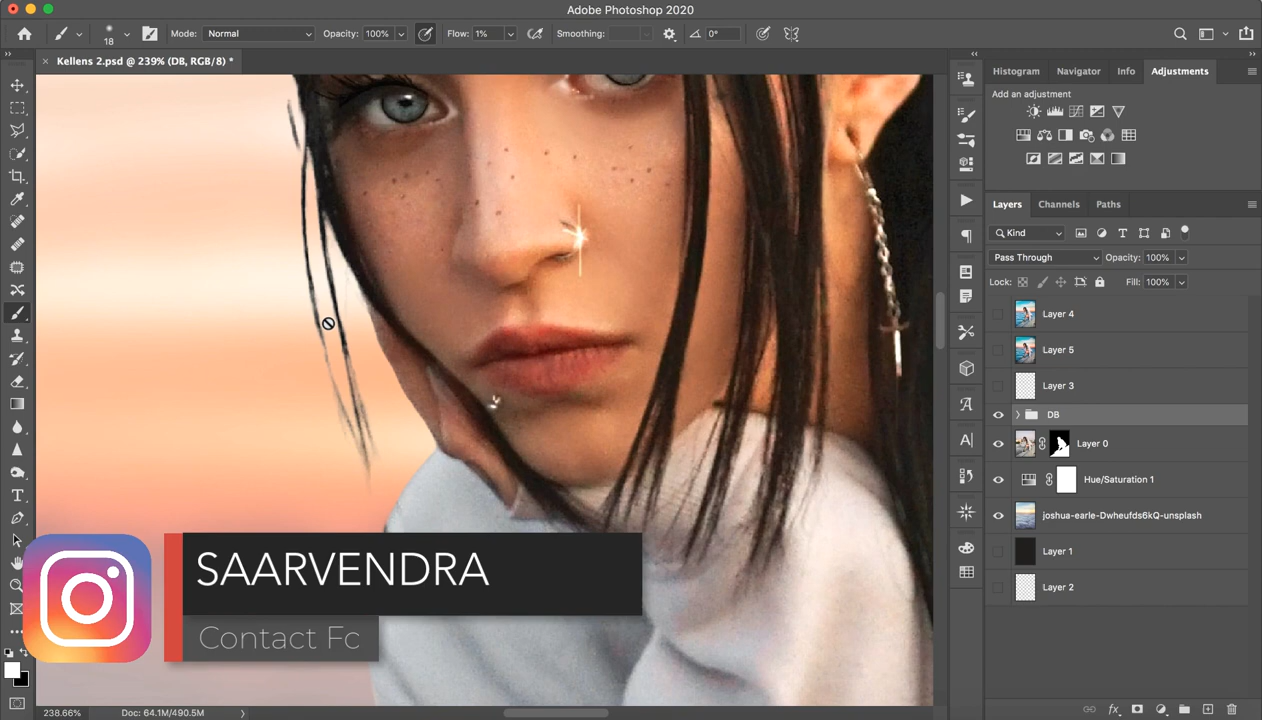 Adobe Photoshop 2020
18
Mode: Normal
Opacity: 100%
Flow: 1%
Smoothing:
0°
Kellens 2.psd @ 239% (DB, RGB/8) *
Histogram
Navigator
Info
Adjustments
Add an adjustment
Layers
Channels
Paths
Kind
Pass Through
Opacity: 100%
Lock:
Fill: 100%
Layer 4
Layer 5
Layer 3
DB
Layer 0
Hue/Saturation 1
joshua-earle-Dwheufds6kQ-unsplash
Layer 1
Layer 2
SAARVENDRA
Contact Fc
238.66%
Doc: 64.1M/490.5M